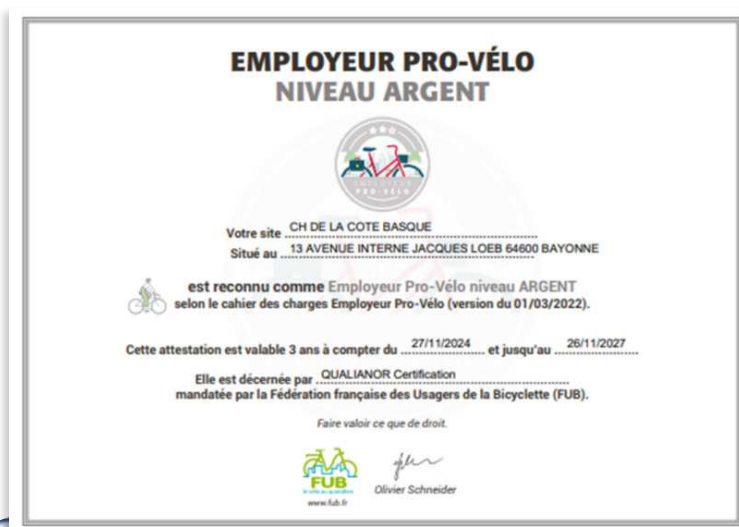 EMPLOYEUR PRO-VÉLO
NIVEAU ARGENT
EMPLOYEUR
PRO-VÉLO
Votre site CH DE LA COTE BASQUE
Situé au 13 AVENUE INTERNE JACQUES LOEB 64600 BAYONNE
est reconnu comme Employeur Pro-Vélo niveau ARGENT
selon le cahier des charges Employeur Pro-Vélo (version du 01/03/2022).
Cette attestation est valable 3 ans à compter du 27/11/2024 et jusqu'au 26/11/2027
Elle est décernée par QUALIANOR Certification
mandatée par la Fédération française des Usagers de la Bicyclette (FUB).
Faire valoir ce que de droit.
FUB
www.fub.fr
Olivier Schneider